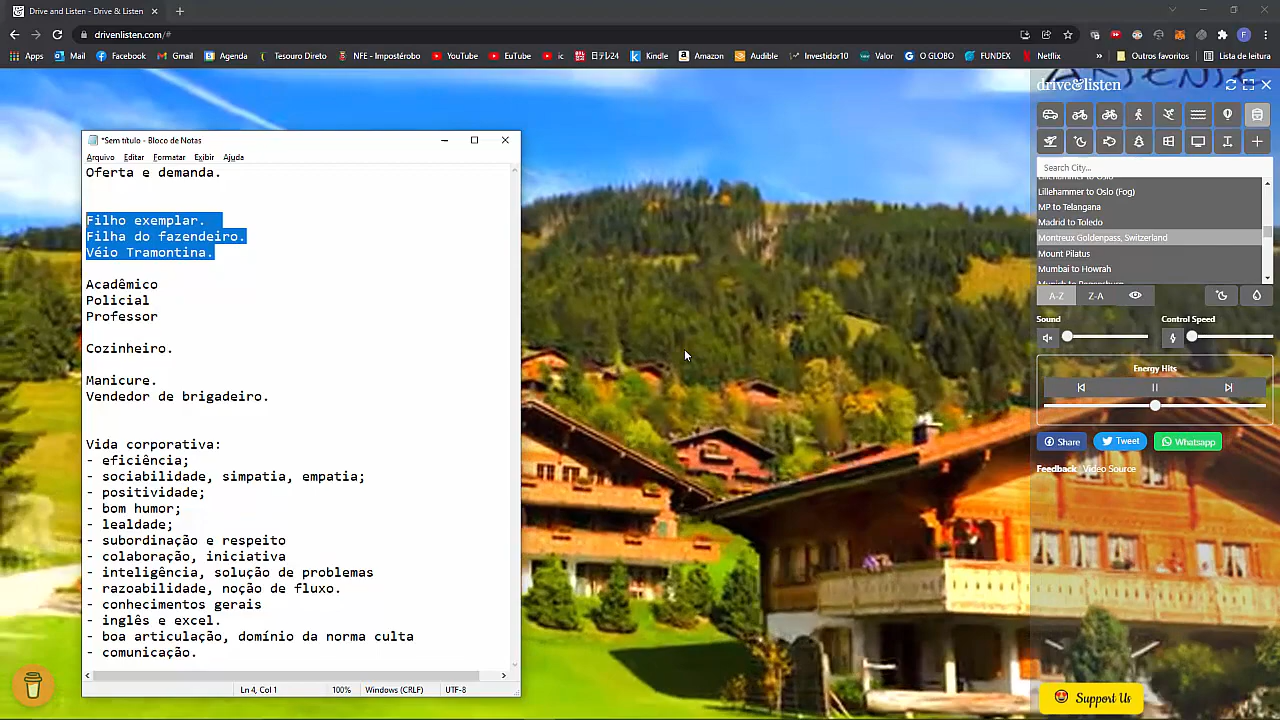 Drive and Listen - Drive & Listen
drivenlisten.com/#
Apps
Mail
Facebook
Gmail
Agenda
Tesouro Direto
NFE - Impostérobo
YouTube
EuTube
ic
Kindle
Amazon
Audible
Investidor10
Valor
O GLOBO
FUNDEX
Netflix
Outros favoritos
Lista de leitura
*Sem título - Bloco de Notas
Arquivo Editar Formatar Exibir Ajuda
Oferta e demanda.
Filho exemplar.
Filha do fazendeiro.
Véio Tramontina.
Acadêmico
Policial
Professor
Cozinheiro.
Manicure.
Vendedor de brigadeiro.
Vida corporativa:
- eficiência;
- sociabilidade, simpatia, empatia;
- positividade;
- bom humor;
- lealdade;
- subordinação e respeito
- colaboração, iniciativa
- inteligência, solução de problemas
- razoabilidade, noção de fluxo.
- conhecimentos gerais
- inglês e excel.
- boa articulação, domínio da norma culta
- comunicação.
Ln 4, Col 1
100%
Windows (CRLF)
UTF-8
drive&listen
Search City...
Lillehammer to Oslo
Lillehammer to Oslo (Fog)
MP to Telangana
Madrid to Toledo
Montreux Goldenpass, Switzerland
Mount Pilatus
Mumbai to Howrah
A-Z
Z-A
Sound
Control Speed
Energy Hits
Share
Tweet
Whatsapp
Feedback Video Source
Support Us